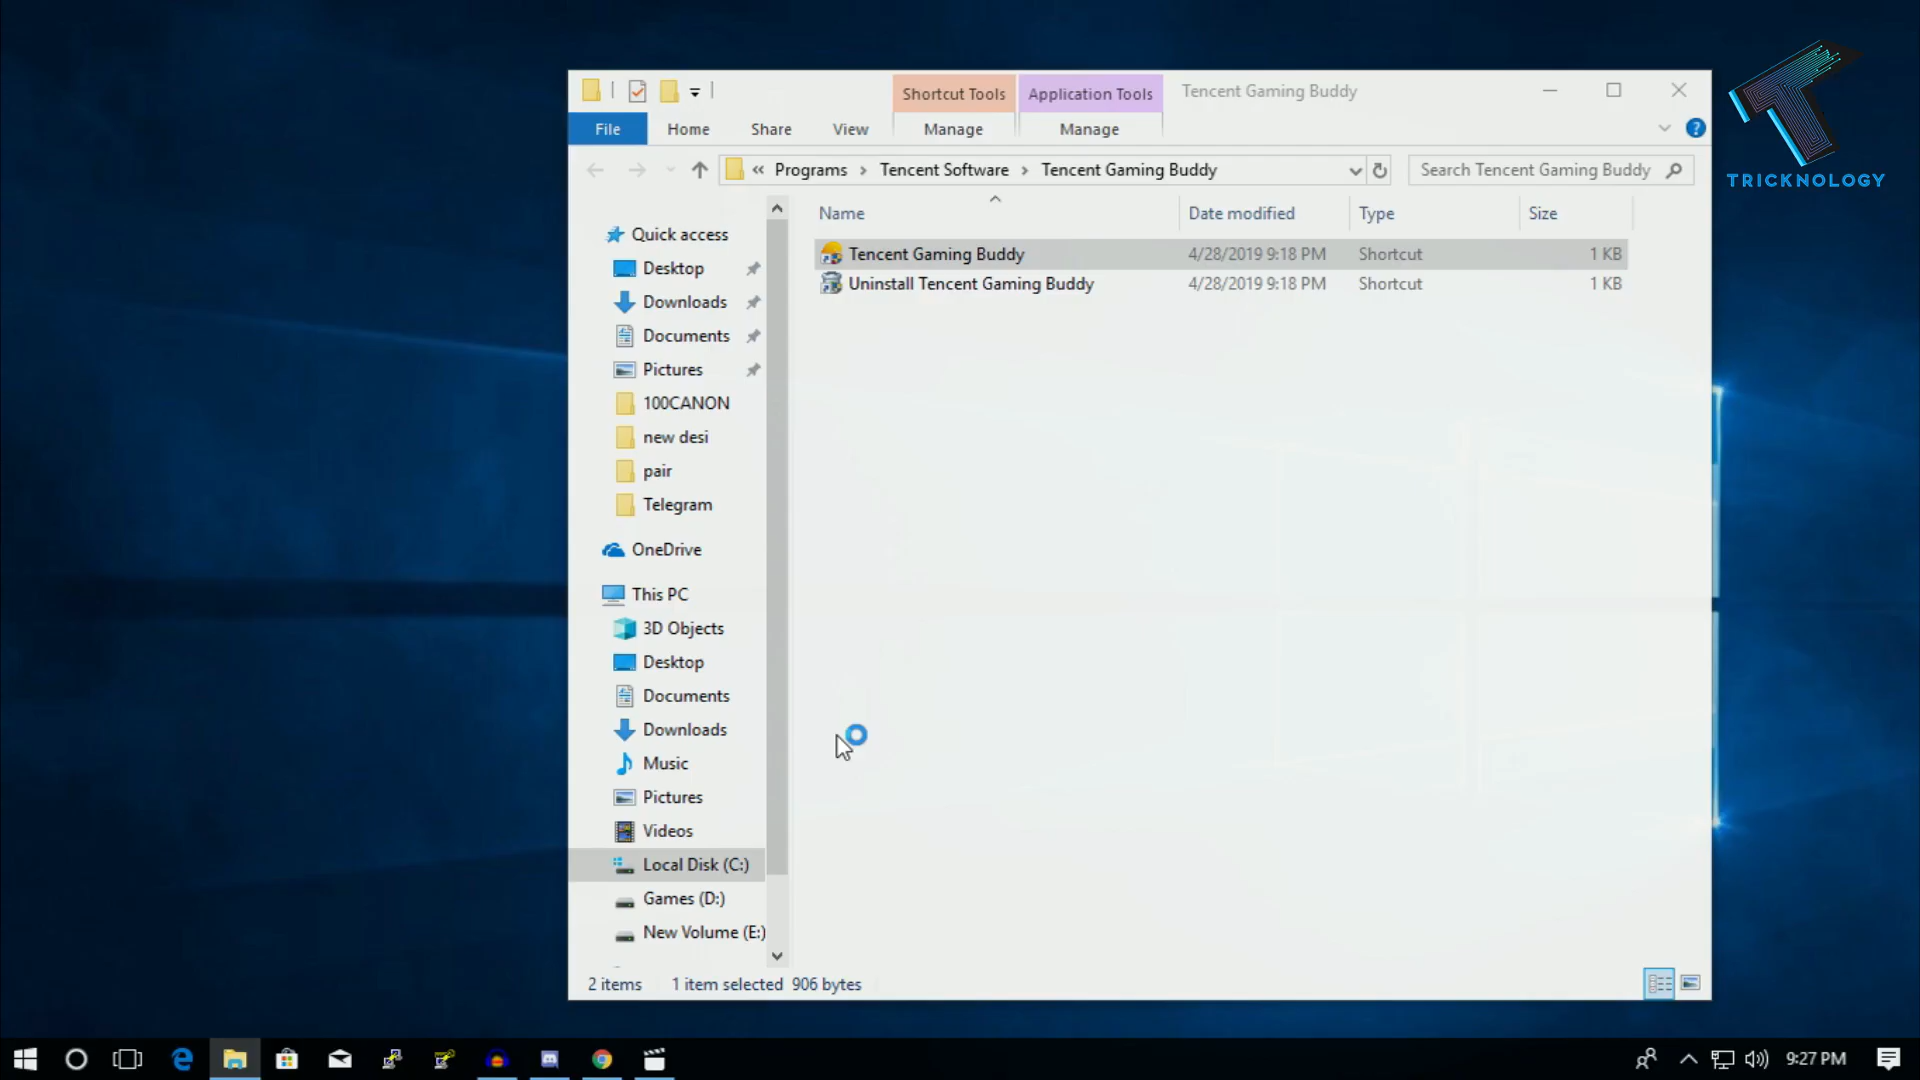 Shortcut Tools Application Tools Tencent Gaming Buddy
File Home Share View Manage Manage
« Programs › Tencent Software › Tencent Gaming Buddy
Search Tencent Gaming Buddy
TRICKNOLOGY
Name Date modified Type Size
Tencent Gaming Buddy 4/28/2019 9:18 PM Shortcut 1 KB
Uninstall Tencent Gaming Buddy 4/28/2019 9:18 PM Shortcut 1 KB
Quick access
Desktop
Downloads
Documents
Pictures
100CANON
new desi
pair
Telegram
OneDrive
This PC
3D Objects
Desktop
Documents
Downloads
Music
Pictures
Videos
Local Disk (C:)
Games (D:)
New Volume (E:)
2 items 1 item selected 906 bytes
9:27 PM